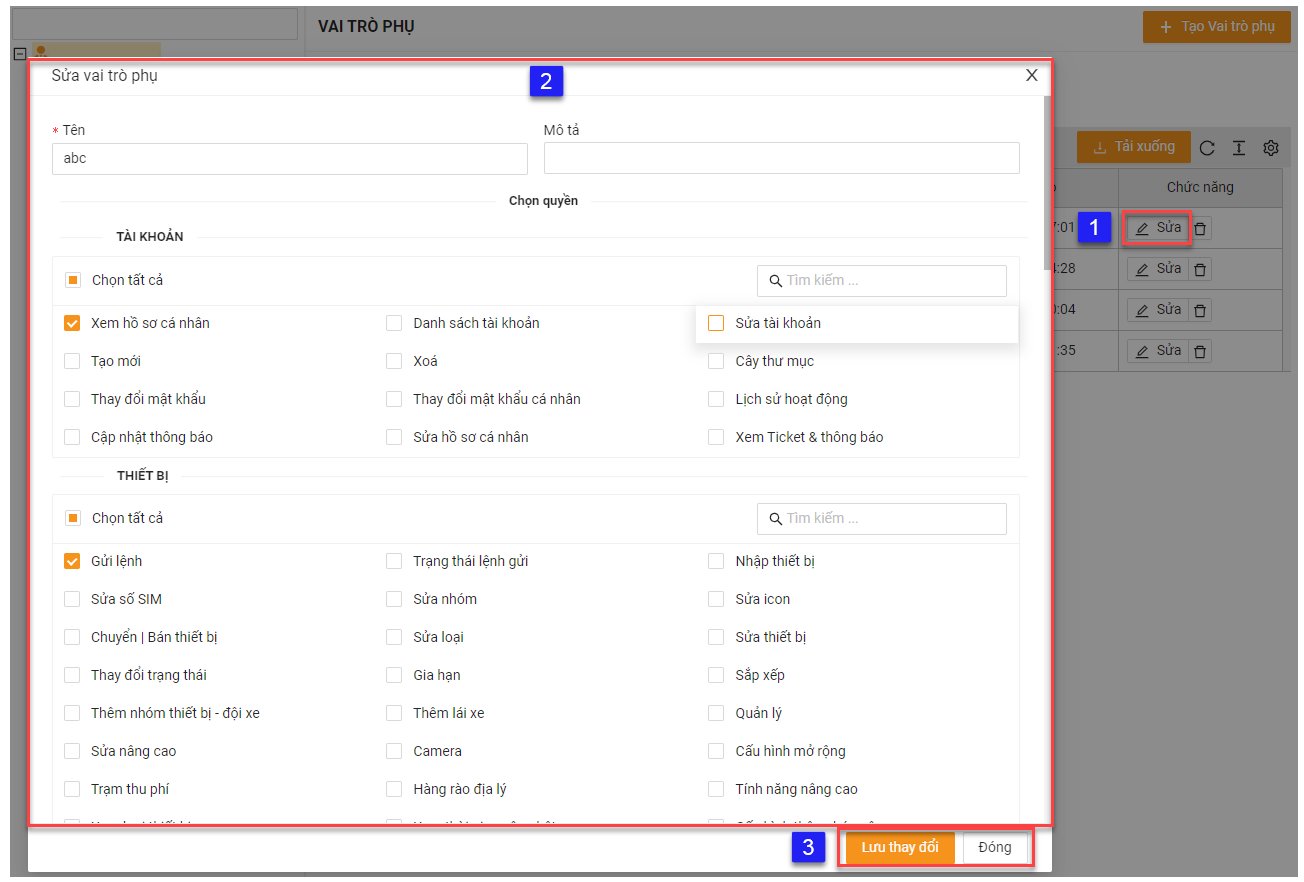 VAI TRÒ PHỤ
Tạo Vai trò phụ
Sửa vai trò phụ
2
X
* Tên
Mô tả
abc
Chọn quyền
TÀI KHOẢN
Chọn tất cả
Tìm kiếm ...
Xem hồ sơ cá nhân
Danh sách tài khoản
Sửa tài khoản
Tạo mới
Xoá
Cây thư mục
Thay đổi mật khẩu
Thay đổi mật khẩu cá nhân
Lịch sử hoạt động
Cập nhật thông báo
Sửa hồ sơ cá nhân
Xem Ticket & thông báo
THIẾT BỊ
Chọn tất cả
Tìm kiếm ...
Gửi lệnh
Trạng thái lệnh gửi
Nhập thiết bị
Sửa số SIM
Sửa nhóm
Sửa icon
Chuyển | Bán thiết bị
Sửa loại
Sửa thiết bị
Thay đổi trạng thái
Gia hạn
Sắp xếp
Thêm nhóm thiết bị - đội xe
Thêm lái xe
Quản lý
Sửa nâng cao
Camera
Cấu hình mở rộng
Trạm thu phí
Hàng rào địa lý
Tính năng nâng cao
3
Lưu thay đổi
Đóng
Tải xuống
Chức năng
:01
1
Sửa
:28
Sửa
:04
Sửa
:35
Sửa